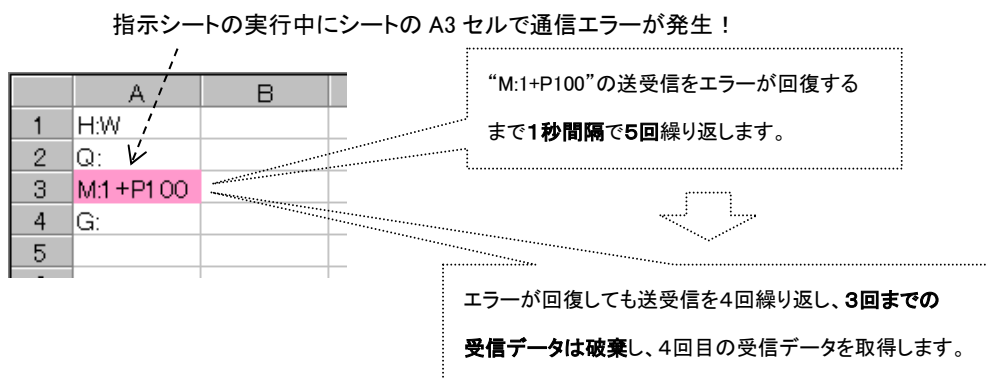 指示シートの実行中にシートの A3 セルで通信エラーが発生！
“M:1+P100”の送受信をエラーが回復する
まで１秒間隔で５回繰り返します。
A B
1 H:W
2 Q:
3 M:1+P100
4 G:
5
エラーが回復しても送受信を４回繰り返し、３回までの
受信データは破棄し、４回目の受信データを取得します。